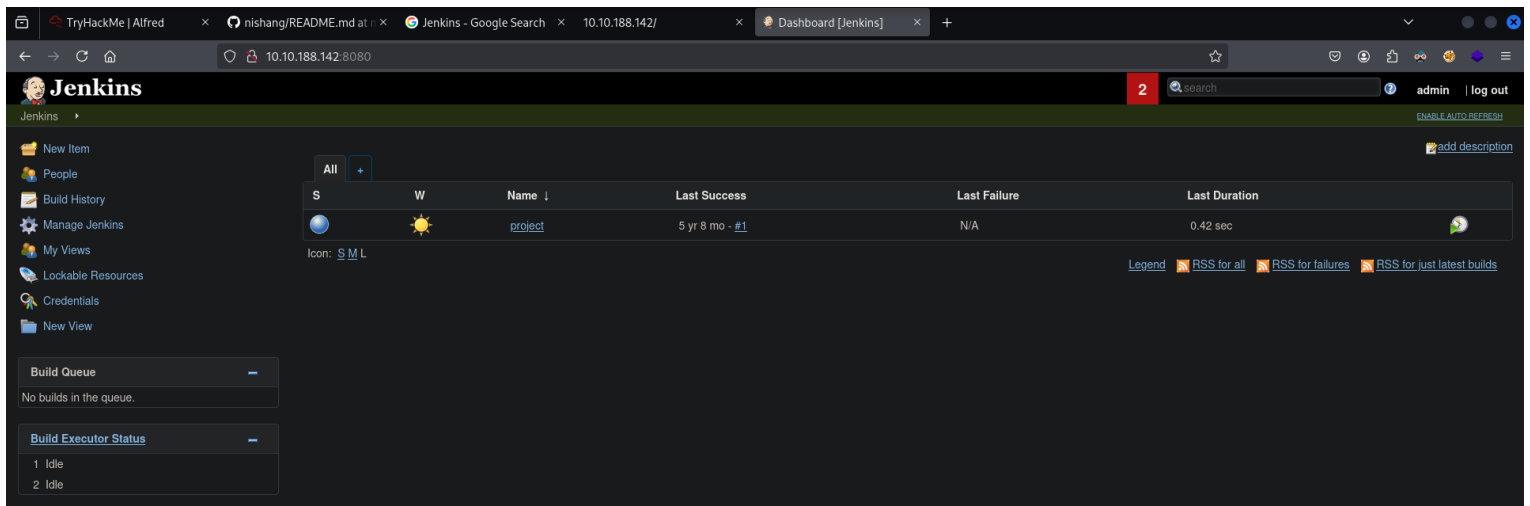 TryHackMe | Alfred
nishang/README.md at n
Jenkins - Google Search
10.10.188.142/
Dashboard [Jenkins]
10.10.188.142:8080
Jenkins
2
search
admin
| log out
Jenkins
ENABLE AUTO REFRESH
New Item
People
Build History
Manage Jenkins
My Views
Lockable Resources
Credentials
New View
Build Queue
No builds in the queue.
Build Executor Status
1 Idle
2 Idle
add description
All +
S W Name ↓ Last Success Last Failure Last Duration
project 5 yr 8 mo - #1 N/A 0.42 sec
Icon: S M L
Legend RSS for all RSS for failures RSS for just latest builds